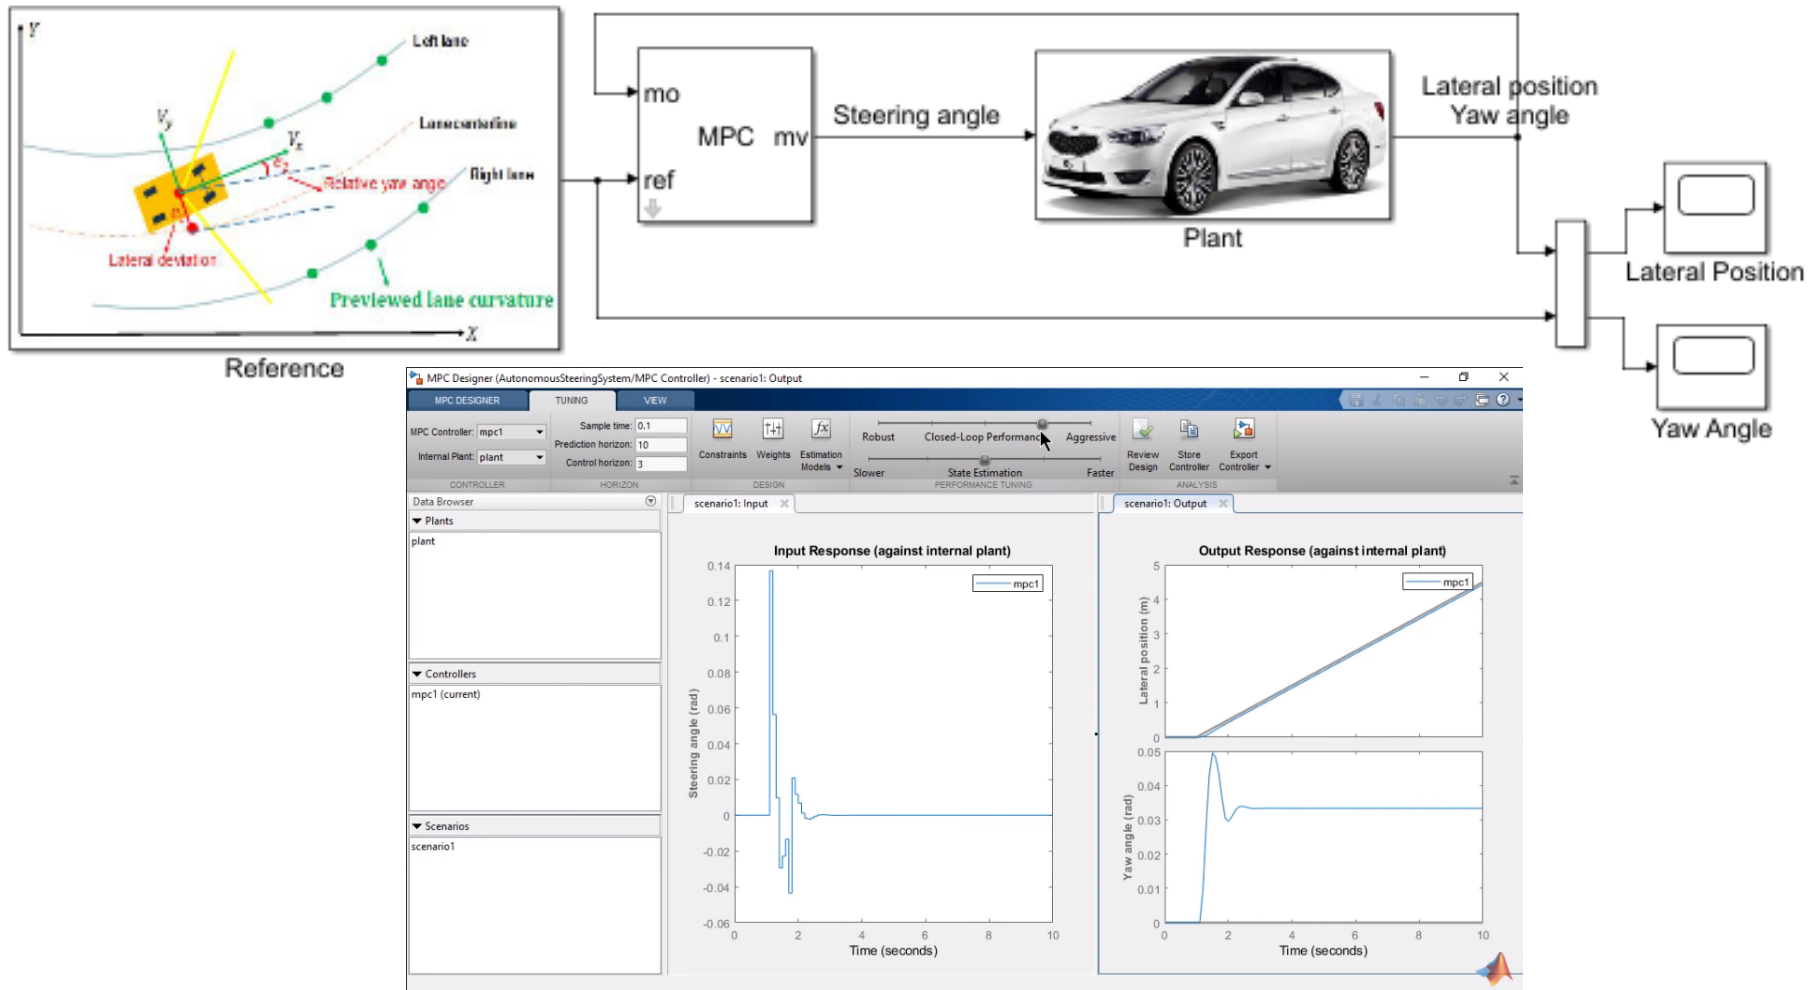 Y
Left lane
Vy
Vx
Lanecenterline
e2
Relative yaw angle
Right lane
Lateral deviation
Previewed lane curvature
X
Reference
mo
MPC
mv
ref
Steering angle
Plant
Lateral position
Yaw angle
Lateral Position
Yaw Angle
MPC Designer (AutonomousSteeringSystem/MPC Controller) - scenario1: Output
MPC DESIGNER
TUNING
VIEW
MPC Controller: mpc1
Internal Plant: plant
CONTROLLER
Sample time: 0.1
Prediction horizon: 10
Control horizon: 3
HORIZON
Constraints
Weights
Estimation
Models
DESIGN
Robust
Closed-Loop Performance
Aggressive
Slower
State Estimation
Faster
PERFORMANCE TUNING
Review
Design
Store
Controller
Export
Controller
ANALYSIS
Data Browser
Plants
plant
Controllers
mpc1 (current)
Scenarios
scenario1
scenario1: Input
Input Response (against internal plant)
mpc1
Steering angle (rad)
0.14
0.12
0.1
0.08
0.06
0.04
0.02
0
-0.02
-0.04
-0.06
0 2 4 6 8 10
Time (seconds)
scenario1: Output
Output Response (against internal plant)
mpc1
Lateral position (m)
5
4
3
2
1
0
Yaw angle (rad)
0.05
0.04
0.03
0.02
0.01
0
0 2 4 6 8 10
Time (seconds)